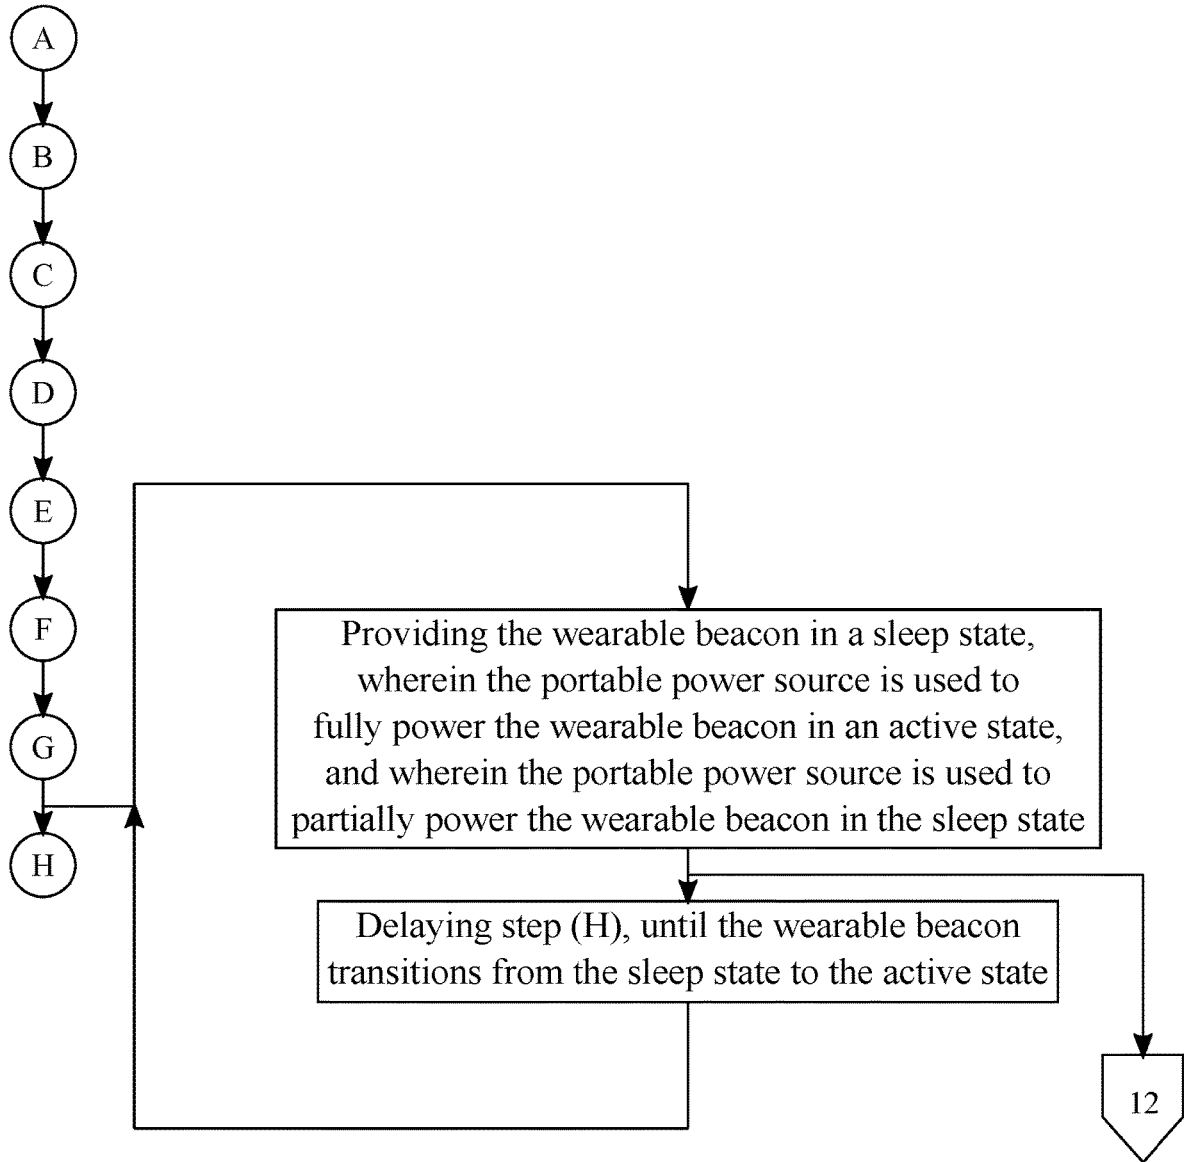 A
B
C
D
E
F
G
H
Providing the wearable beacon in a sleep state,
wherein the portable power source is used to
fully power the wearable beacon in an active state,
and wherein the portable power source is used to
partially power the wearable beacon in the sleep state
Delaying step (H), until the wearable beacon
transitions from the sleep state to the active state
12